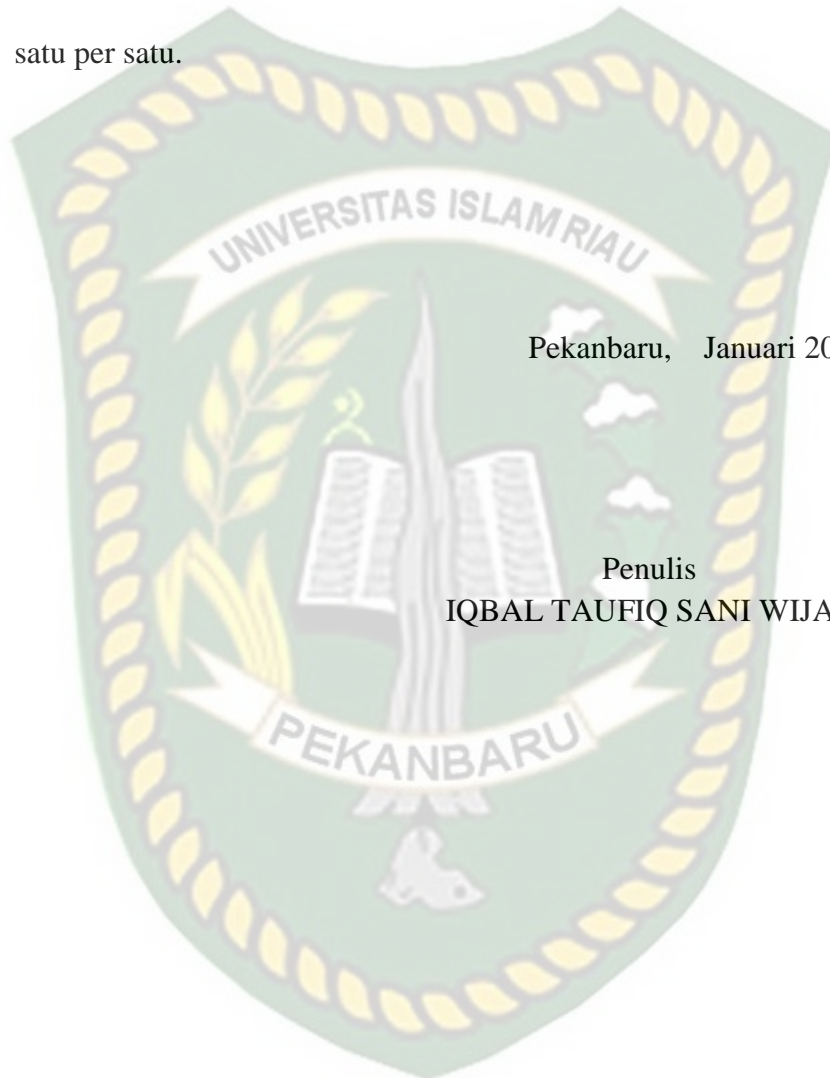 satu per satu.
UNIVERSITAS ISLAM RIAU
Pekanbaru, Januari 20
Penulis
IQBAL TAUFIQ SANI WIJA
PEKANBARU